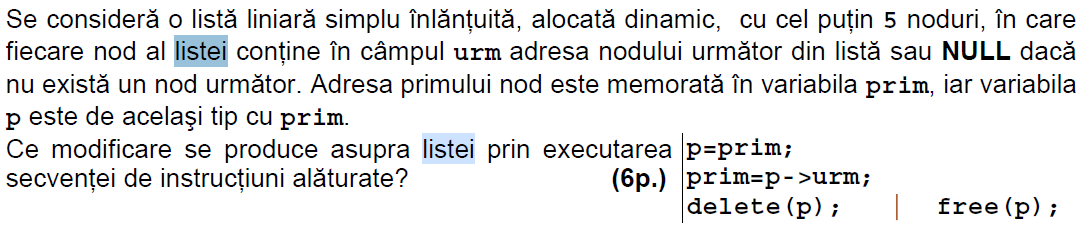 Se consideră o listă liniară simplu înlănțuită, alocată dinamic, cu cel puțin 5 noduri, în care
fiecare nod al listei conține în câmpul urm adresa nodului următor din listă sau NULL dacă
nu există un nod următor. Adresa primului nod este memorată în variabila prim, iar variabila
p este de acelaşi tip cu prim.
Ce modificare se produce asupra listei prin executarea
secvenței de instrucțiuni alăturate? (6p.)
p=prim;
prim=p->urm;
delete(p); | free(p);